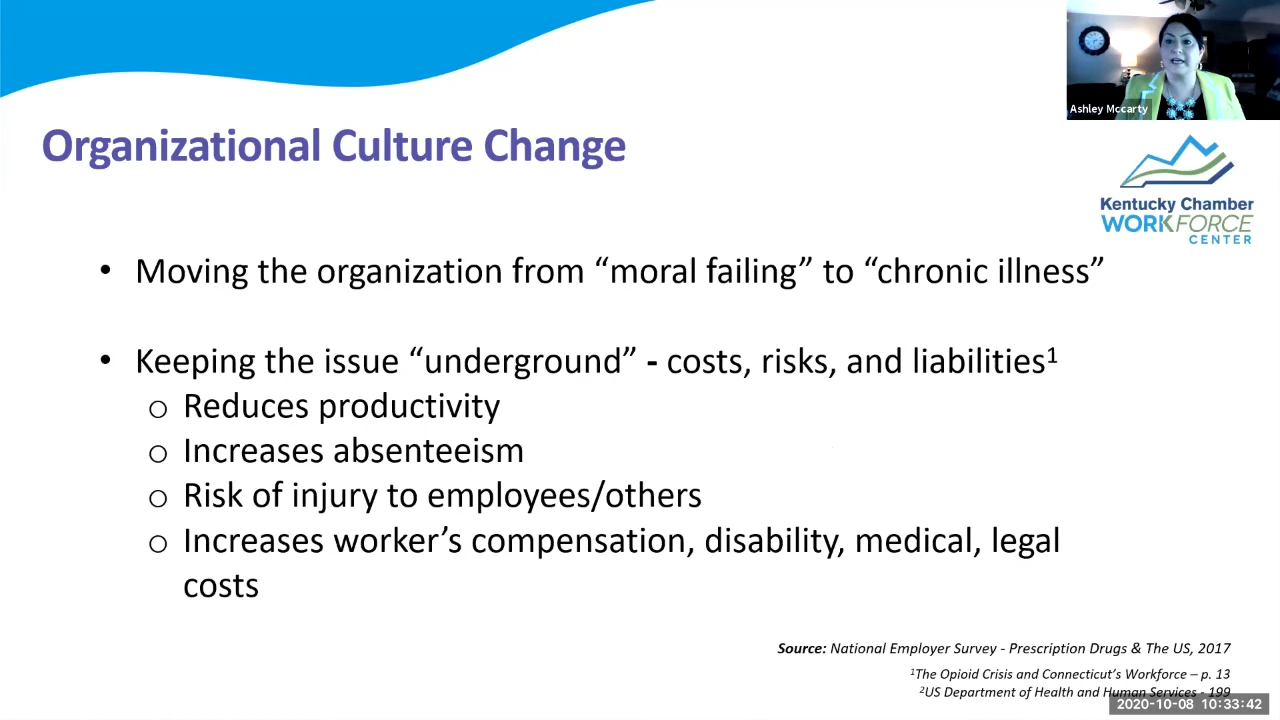 Ashley Mccarty
Organizational Culture Change
Kentucky Chamber
WORKFORCE
CENTER
• Moving the organization from “moral failing” to “chronic illness”
• Keeping the issue “underground” - costs, risks, and liabilities¹
o Reduces productivity
o Increases absenteeism
o Risk of injury to employees/others
o Increases worker’s compensation, disability, medical, legal
costs
Source: National Employer Survey - Prescription Drugs & The US, 2017
¹The Opioid Crisis and Connecticut’s Workforce – p. 13
²US Department of Health and Human Services - 199
2020-10-08 10:33:42